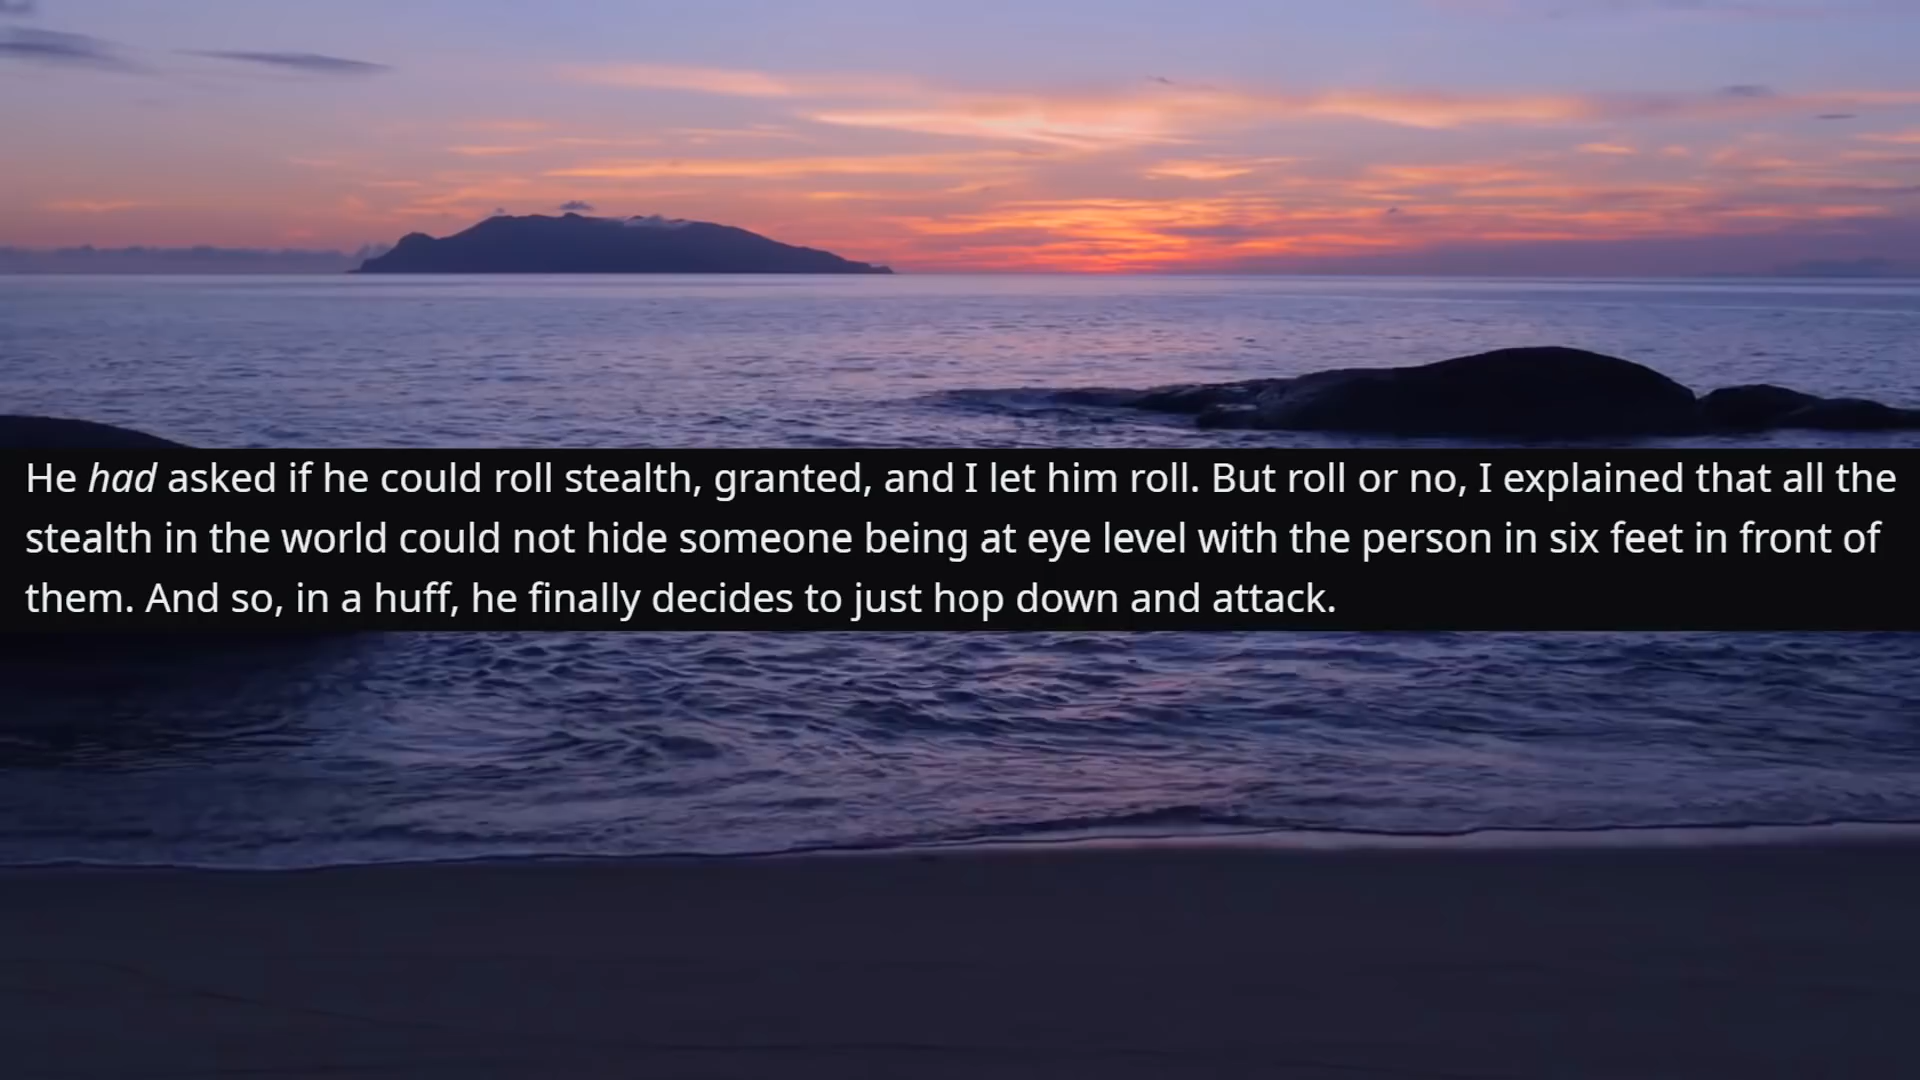 He had asked if he could roll stealth, granted, and I let him roll. But roll or no, I explained that all the
stealth in the world could not hide someone being at eye level with the person in six feet in front of
them. And so, in a huff, he finally decides to just hop down and attack.